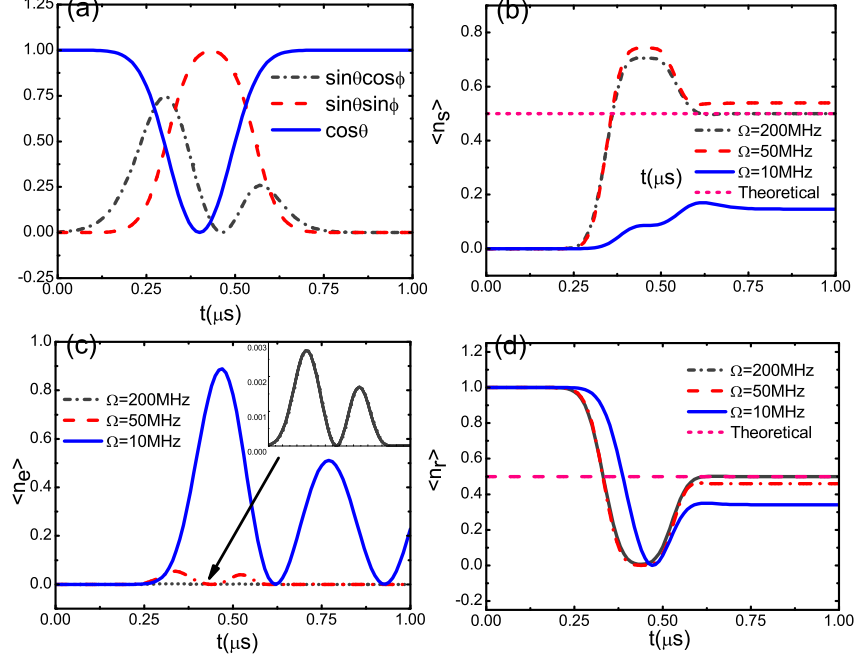 (a)
1.25
1.00
0.75
0.50
0.25
0.00
-0.25
0.00 0.25 0.50 0.75 1.00
t(μs)
sinθcosϕ
sinθsinϕ
cosθ
(b)
0.8
0.6
0.4
0.2
0.0
<n_s>
Ω=200MHz
Ω=50MHz
Ω=10MHz
Theoretical
t(μs)
0.00 0.25 0.50 0.75 1.00
(c)
1.0
0.8
0.6
0.4
0.2
0.0
<n_e>
Ω=200MHz
Ω=50MHz
Ω=10MHz
0.003
0.002
0.001
0.000
0.00 0.25 0.50 0.75 1.00
t(μs)
(d)
1.2
1.0
0.8
0.6
0.4
0.2
0.0
-0.2
<n_r>
Ω=200MHz
Ω=50MHz
Ω=10MHz
Theoretical
0.00 0.25 0.50 0.75 1.00
t(μs)